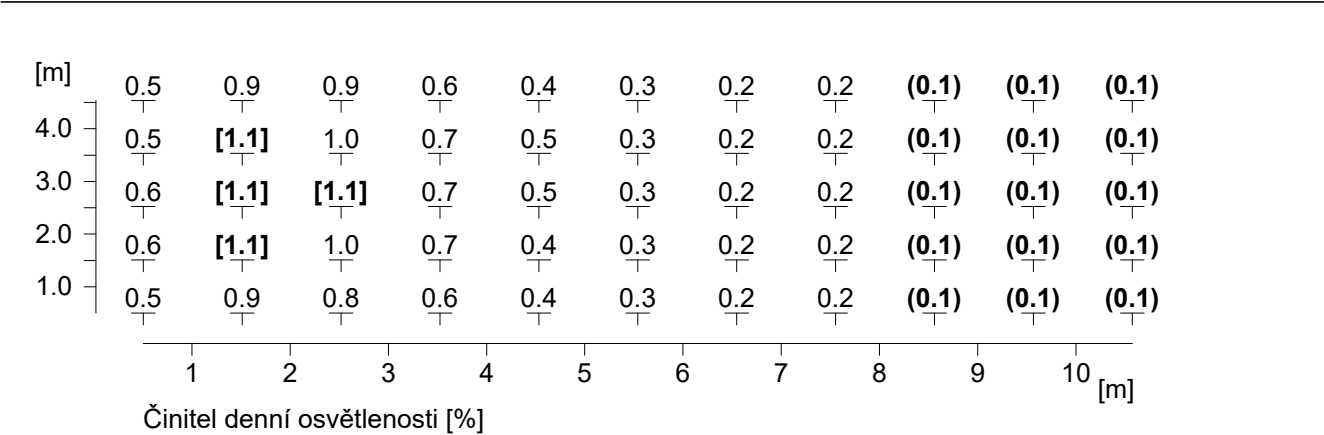 [m]
0.5 0.9 0.9 0.6 0.4 0.3 0.2 0.2 (0.1) (0.1) (0.1)
4.0
0.5 [1.1] 1.0 0.7 0.5 0.3 0.2 0.2 (0.1) (0.1) (0.1)
3.0
0.6 [1.1] [1.1] 0.7 0.5 0.3 0.2 0.2 (0.1) (0.1) (0.1)
2.0
0.6 [1.1] 1.0 0.7 0.4 0.3 0.2 0.2 (0.1) (0.1) (0.1)
1.0
0.5 0.9 0.8 0.6 0.4 0.3 0.2 0.2 (0.1) (0.1) (0.1)
1 2 3 4 5 6 7 8 9 10 [m]
Činitel denní osvětlenosti [%]